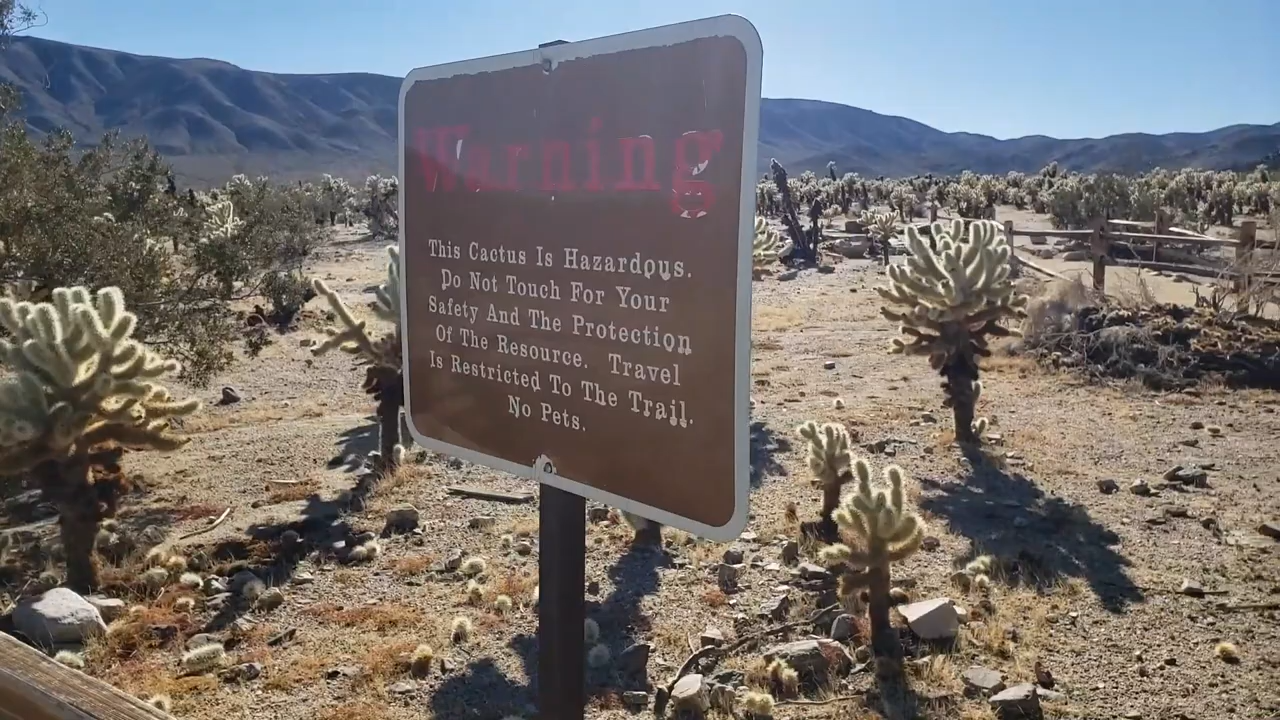 Warning
This Cactus Is Hazardous.
Do Not Touch For Your
Safety And The Protection
Of The Resource. Travel
Is Restricted To The Trail.
No Pets.